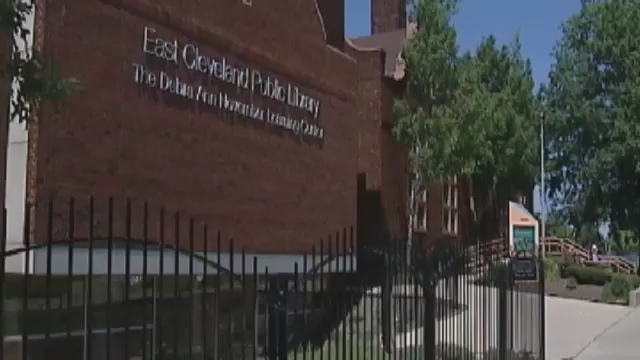 East Cleveland Public Library
The Debra Ann November Learning Center